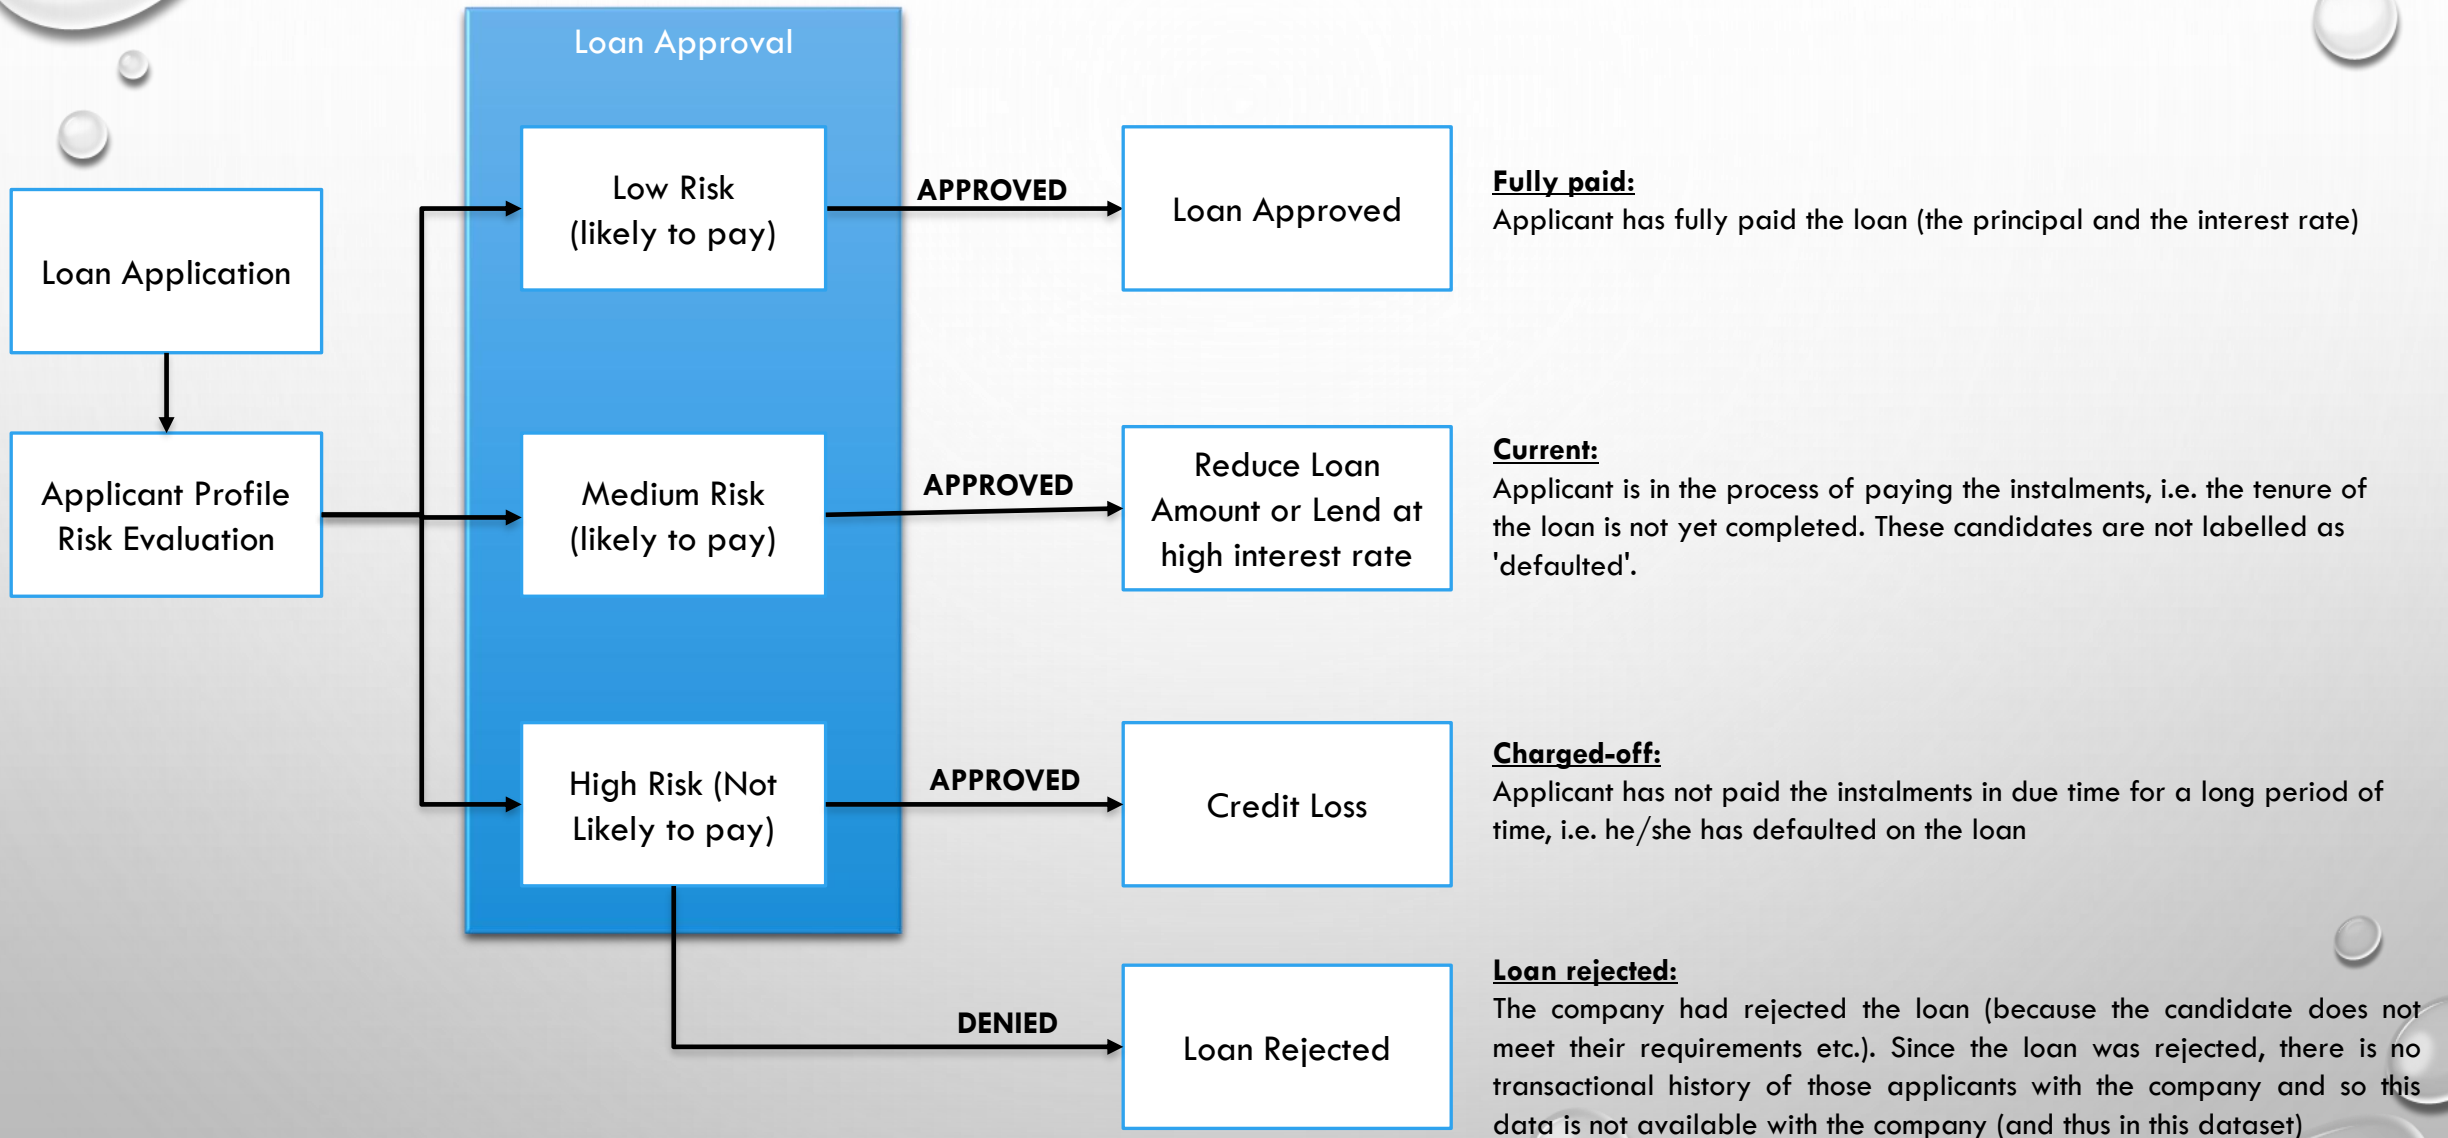 Loan Approval
Loan Application
Applicant Profile
Risk Evaluation
Low Risk
(likely to pay)
APPROVED
Loan Approved
Fully paid:
Applicant has fully paid the loan (the principal and the interest rate)
Medium Risk
(likely to pay)
APPROVED
Reduce Loan
Amount or Lend at
high interest rate
Current:
Applicant is in the process of paying the instalments, i.e. the tenure of
the loan is not yet completed. These candidates are not labelled as
'defaulted'.
High Risk (Not
Likely to pay)
APPROVED
Credit Loss
Charged-off:
Applicant has not paid the instalments in due time for a long period of
time, i.e. he/she has defaulted on the loan
DENIED
Loan Rejected
Loan rejected:
The company had rejected the loan (because the candidate does not
meet their requirements etc.). Since the loan was rejected, there is no
transactional history of those applicants with the company and so this
data is not available with the company (and thus in this dataset)